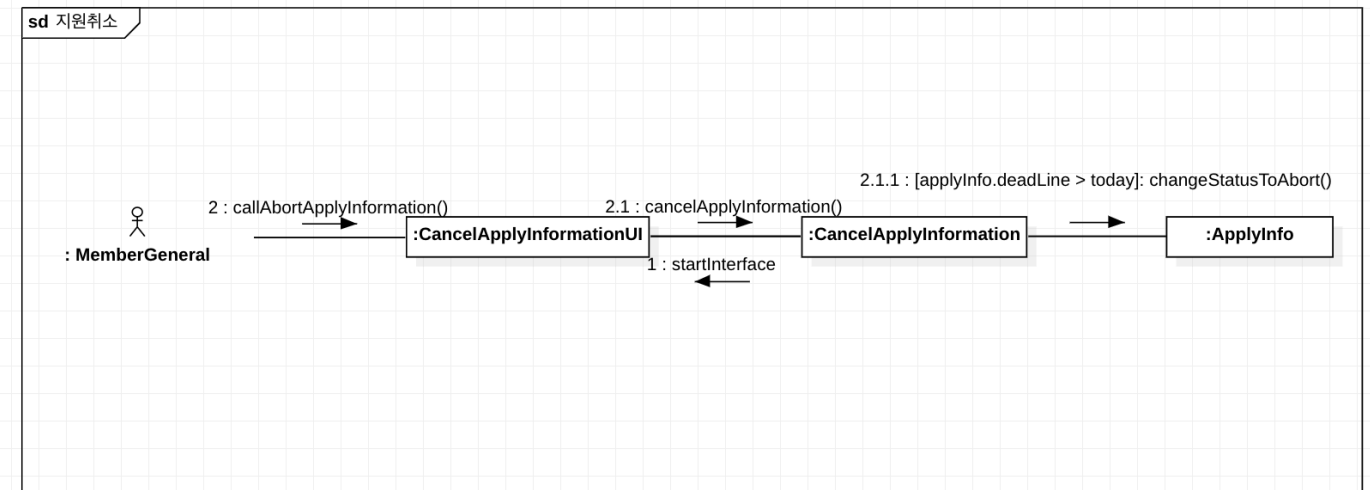 sd 지원취소
2.1.1 : [applyInfo.deadLine > today]: changeStatusToAbort()
2 : callAbortApplyInformation()
2.1 : cancelApplyInformation()
: MemberGeneral
:CancelApplyInformationUI
:CancelApplyInformation
:ApplyInfo
1 : startInterface